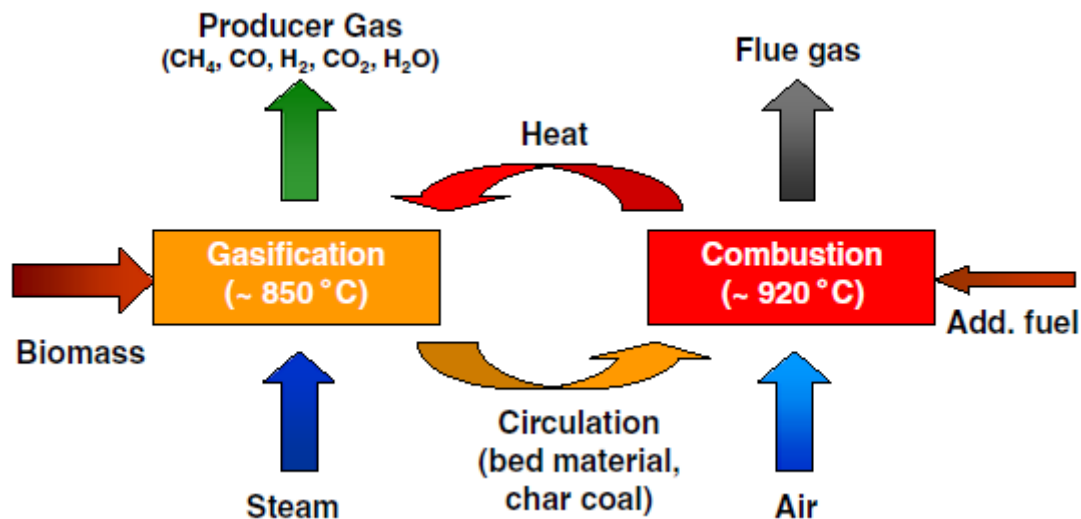 Producer Gas
(CH₄, CO, H₂, CO₂, H₂O)
Flue gas
Heat
Gasification
(~ 850 °C)
Combustion
(~ 920 °C)
Biomass
Add. fuel
Circulation
(bed material,
char coal)
Steam
Air